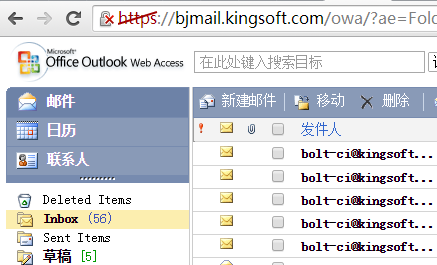 https://bjmail.kingsoft.com/owa/?ae=Fold
Microsoft®
Office Outlook Web Access
在此处键入搜索目标
邮件
日历
联系人
Deleted Items
Inbox (56)
Sent Items
草稿 [5]
新建邮件 移动 删除
发件人
bolt-ci@kingsoft...
bolt-ci@kingsoft...
bolt-ci@kingsoft...
bolt-ci@kingsoft...
bolt-ci@kingsoft...